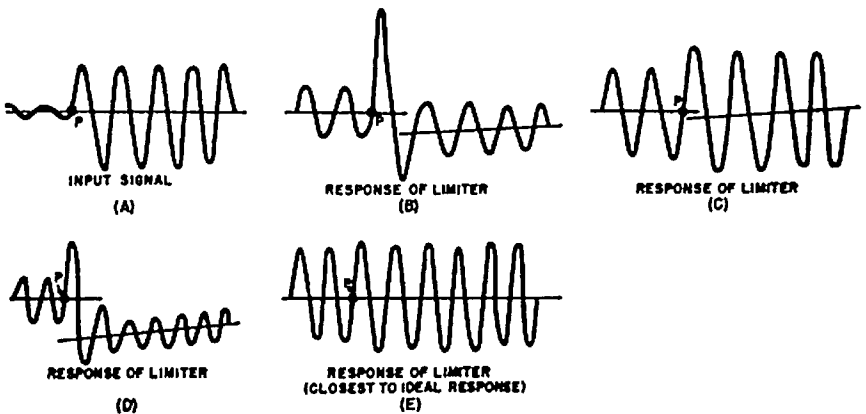 P
INPUT SIGNAL
(A)
P
RESPONSE OF LIMITER
(B)
P
RESPONSE OF LIMITER
(C)
P
RESPONSE OF LIMITER
(D)
P
RESPONSE OF LIMITER
(CLOSEST TO IDEAL RESPONSE)
(E)